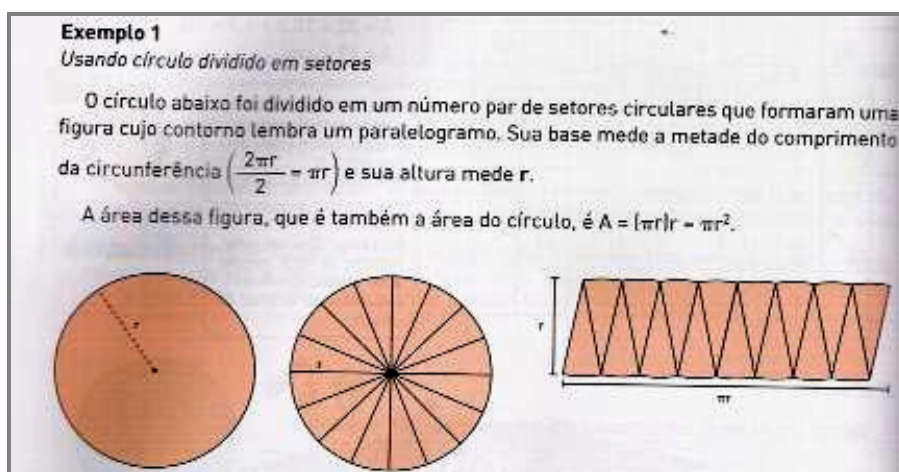 Exemplo 1
Usando círculo dividido em setores
O círculo abaixo foi dividido em um número par de setores circulares que formaram uma
figura cujo contorno lembra um paralelogramo. Sua base mede a metade do comprimento
da circunferência (2πr/2 = πr) e sua altura mede r.
A área dessa figura, que é também a área do círculo, é A = (πr)r = πr².
r
r
r
πr